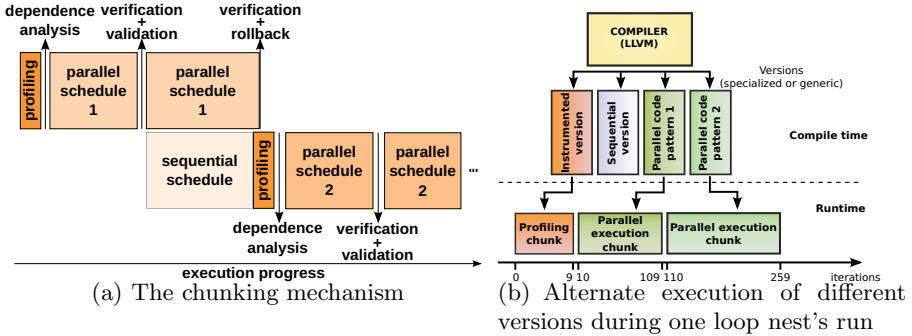 dependence
analysis
verification
+
validation
verification
+
rollback
profiling
parallel
schedule
1
parallel
schedule
1
sequential
schedule
profiling
parallel
schedule
2
parallel
schedule
2
...
dependence
analysis
verification
+
validation
execution progress
(a) The chunking mechanism
COMPILER
(LLVM)
Versions
(specialized or generic)
Instrumented
version
Sequential
version
Parallel code
pattern 1
Parallel code
pattern 2
Compile time
Runtime
Profiling
chunk
Parallel
execution
chunk
Parallel execution
chunk
0 9 10 109 110 259 iterations
(b) Alternate execution of different
versions during one loop nest's run